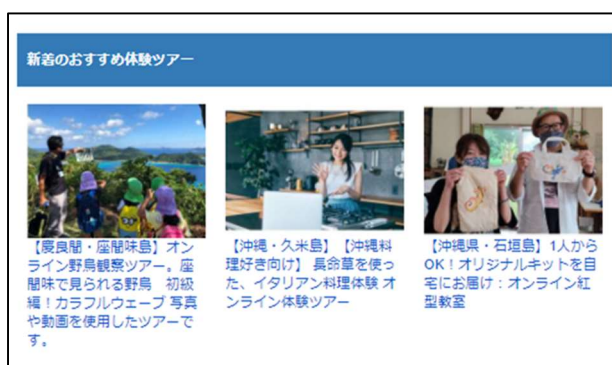 新着のおすすめ体験ツアー
【慶良間・座間味島】オン
ライン野鳥観察ツアー。座
間味で見られる野鳥　初級
編！カラフルウェーブ 写真
や動画を使用したツアーで
す。
【沖縄・久米島】【沖縄料
理好き向け】 長命草を使っ
た、イタリアン料理体験 オ
ンライン体験ツアー
【沖縄県・石垣島】1人から
OK！オリジナルキットを自
宅にお届け：オンライン紅
型教室